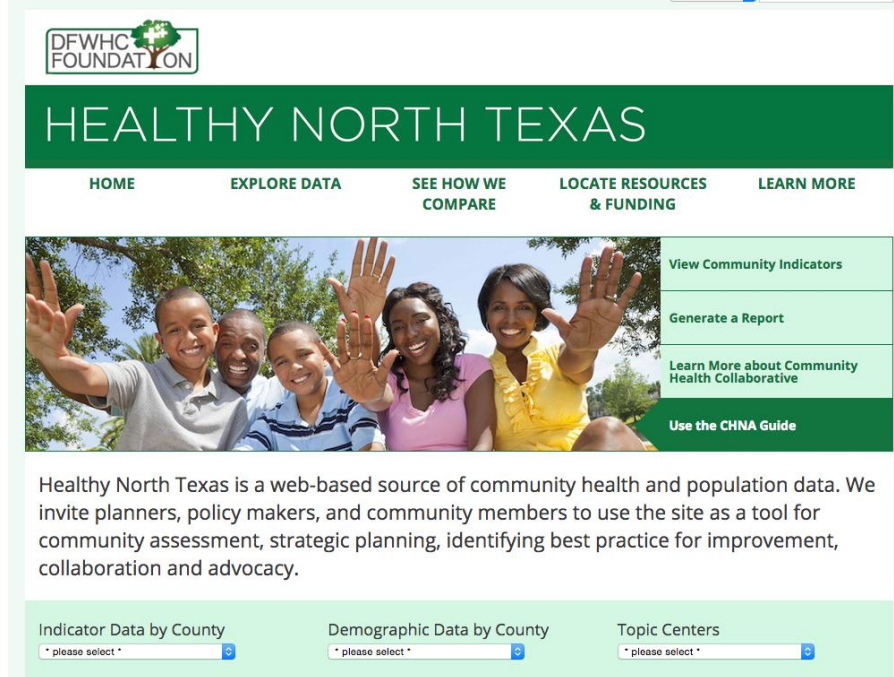 DFWHC
FOUNDATION
HEALTHY NORTH TEXAS
HOME
EXPLORE DATA
SEE HOW WE
COMPARE
LOCATE RESOURCES
& FUNDING
LEARN MORE
View Community Indicators
Generate a Report
Learn More about Community
Health Collaborative
Use the CHNA Guide
Healthy North Texas is a web-based source of community health and population data. We
invite planners, policy makers, and community members to use the site as a tool for
community assessment, strategic planning, identifying best practice for improvement,
collaboration and advocacy.
Indicator Data by County
* please select *
Demographic Data by County
* please select *
Topic Centers
* please select *